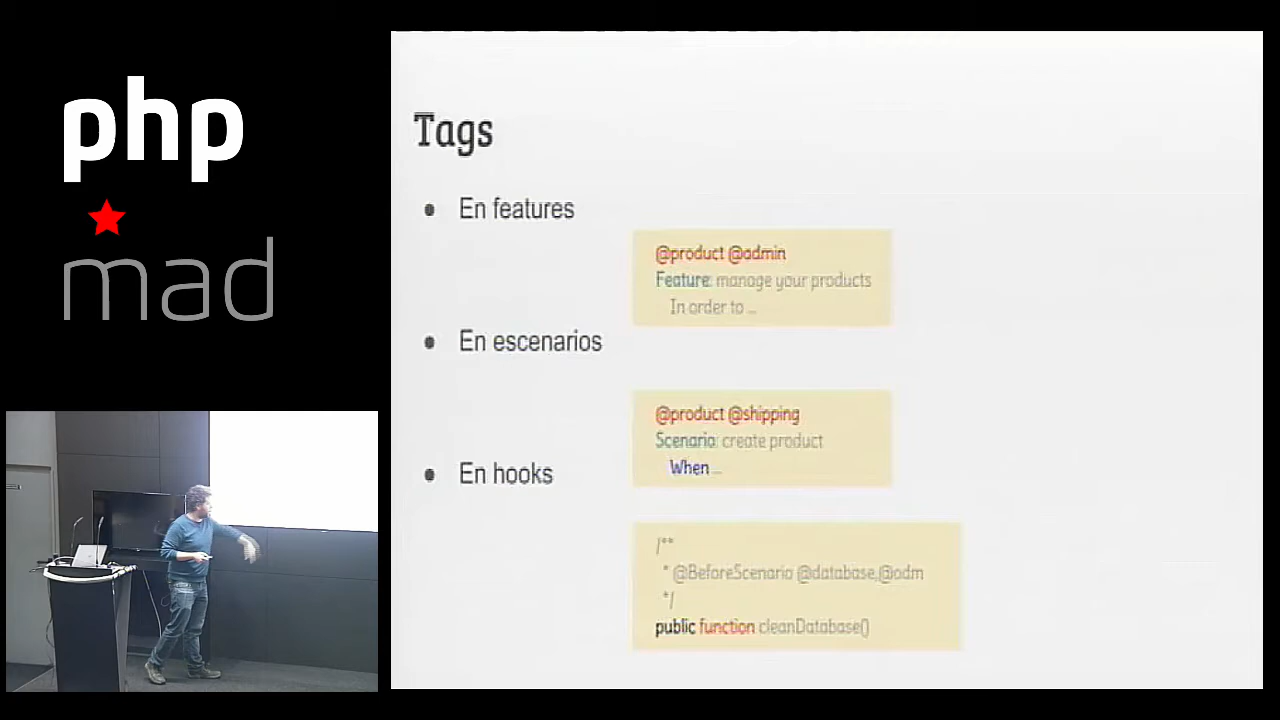 php
mad
Tags
● En features
@product @admin
Feature: manage your products
In order to ...
● En escenarios
@product @shipping
Scenario: create product
When ...
● En hooks
/**
* @BeforeScenario @database,@odm
*/
public function cleanDatabase()